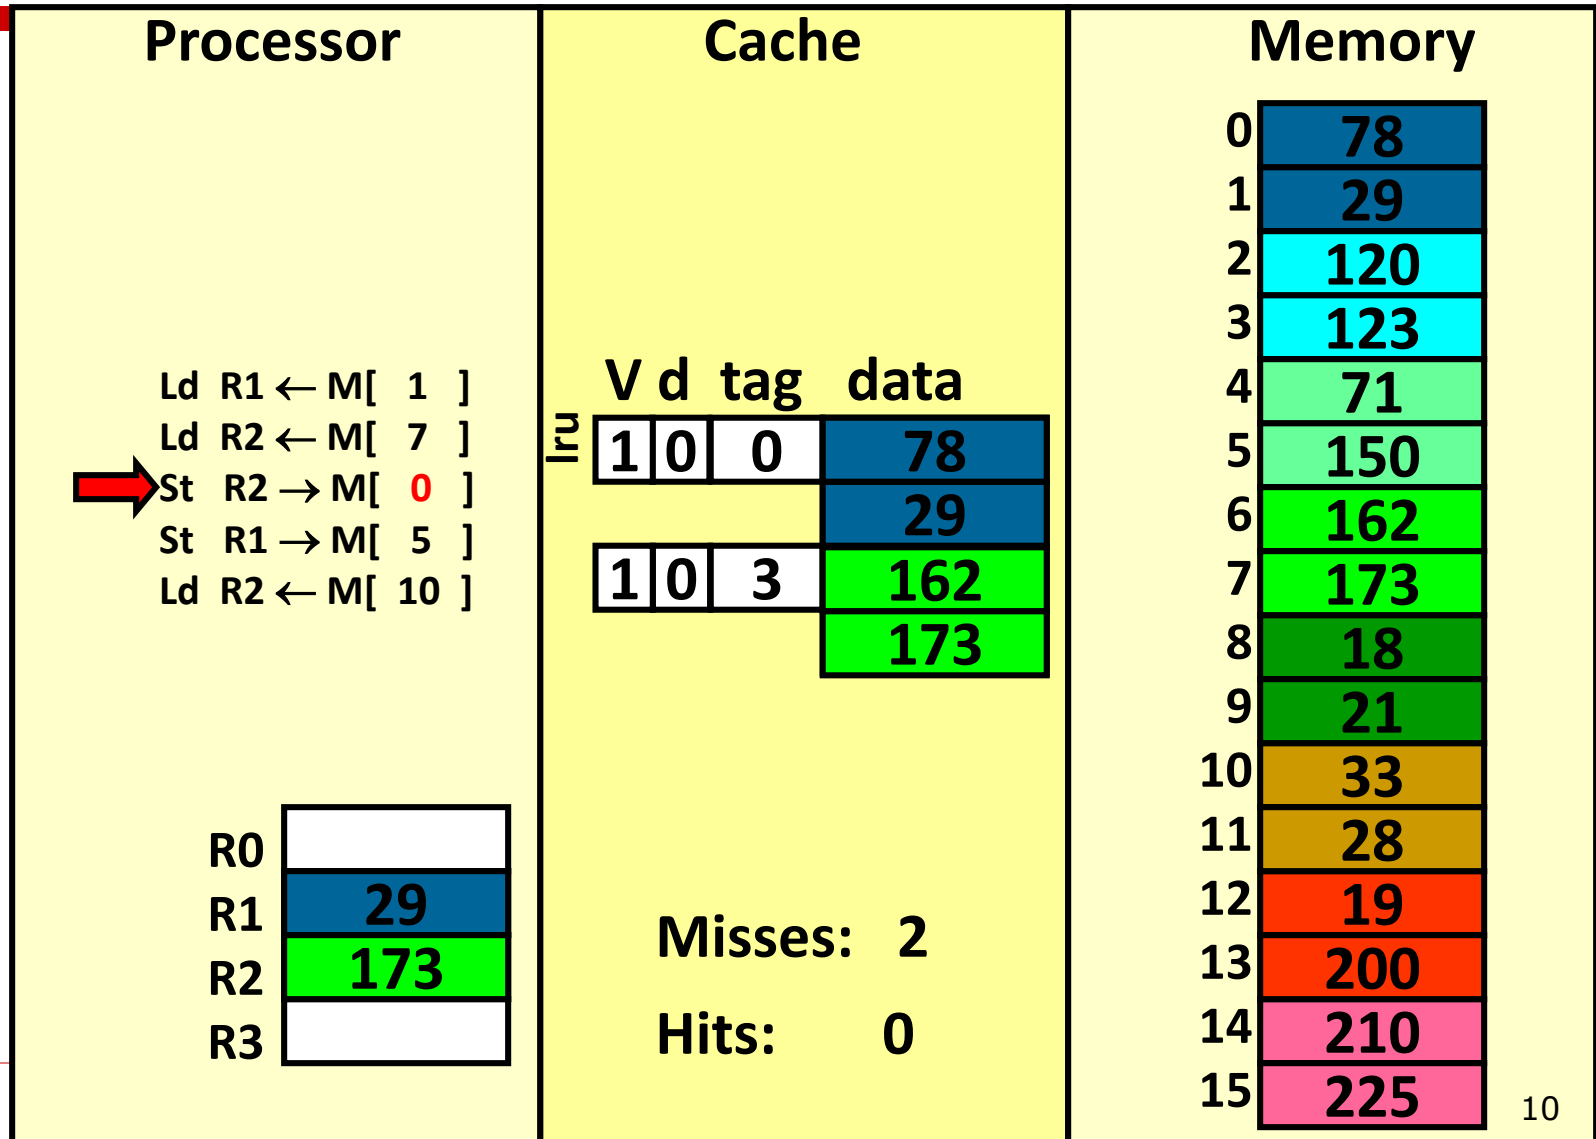 Processor
Ld R1 ← M[ 1 ]
Ld R2 ← M[ 7 ]
St R2 → M[ 0 ]
St R1 → M[ 5 ]
Ld R2 ← M[ 10 ]
R0
R1 29
R2 173
R3
Cache
V d tag data
lru
1 0 0 78
29
1 0 3 162
173
Misses: 2
Hits: 0
Memory
0 78
1 29
2 120
3 123
4 71
5 150
6 162
7 173
8 18
9 21
10 33
11 28
12 19
13 200
14 210
15 225
10